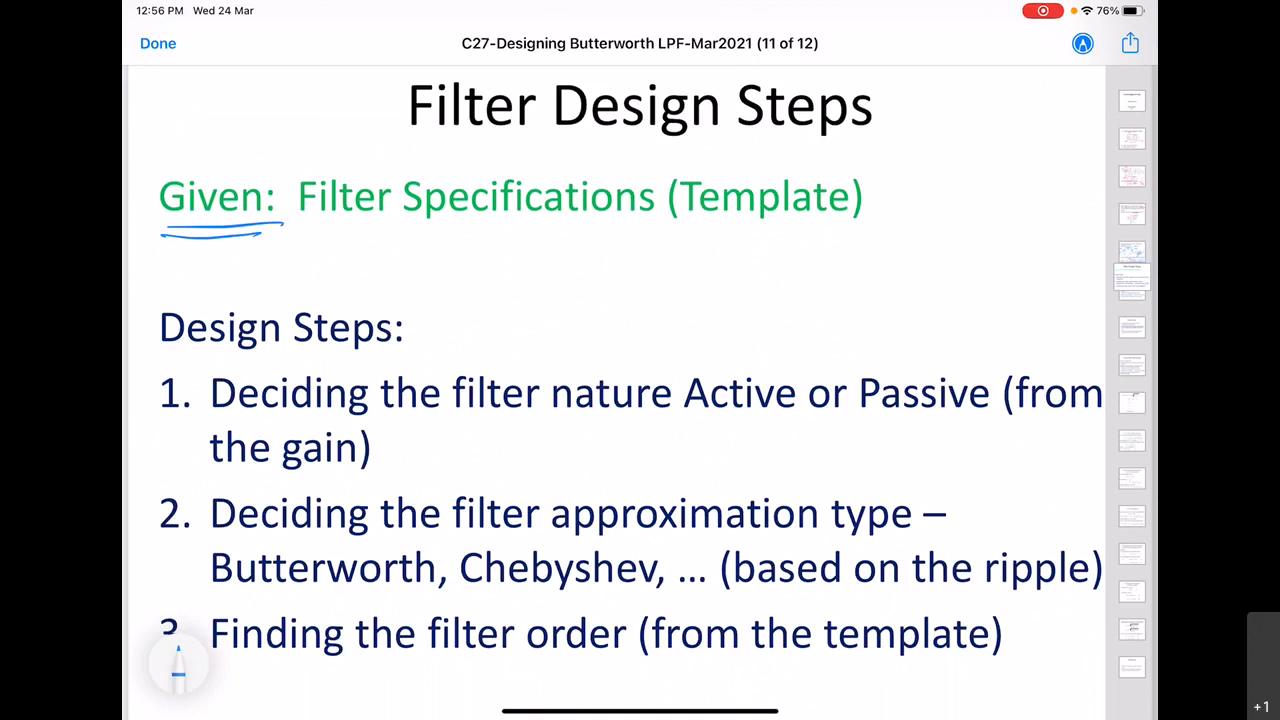 12:56 PM Wed 24 Mar
76%
Done
C27-Designing Butterworth LPF-Mar2021 (11 of 12)
Filter Design Steps
Given: Filter Specifications (Template)
Design Steps:
1. Deciding the filter nature Active or Passive (from
the gain)
2. Deciding the filter approximation type –
Butterworth, Chebyshev, ... (based on the ripple)
3. Finding the filter order (from the template)
+1